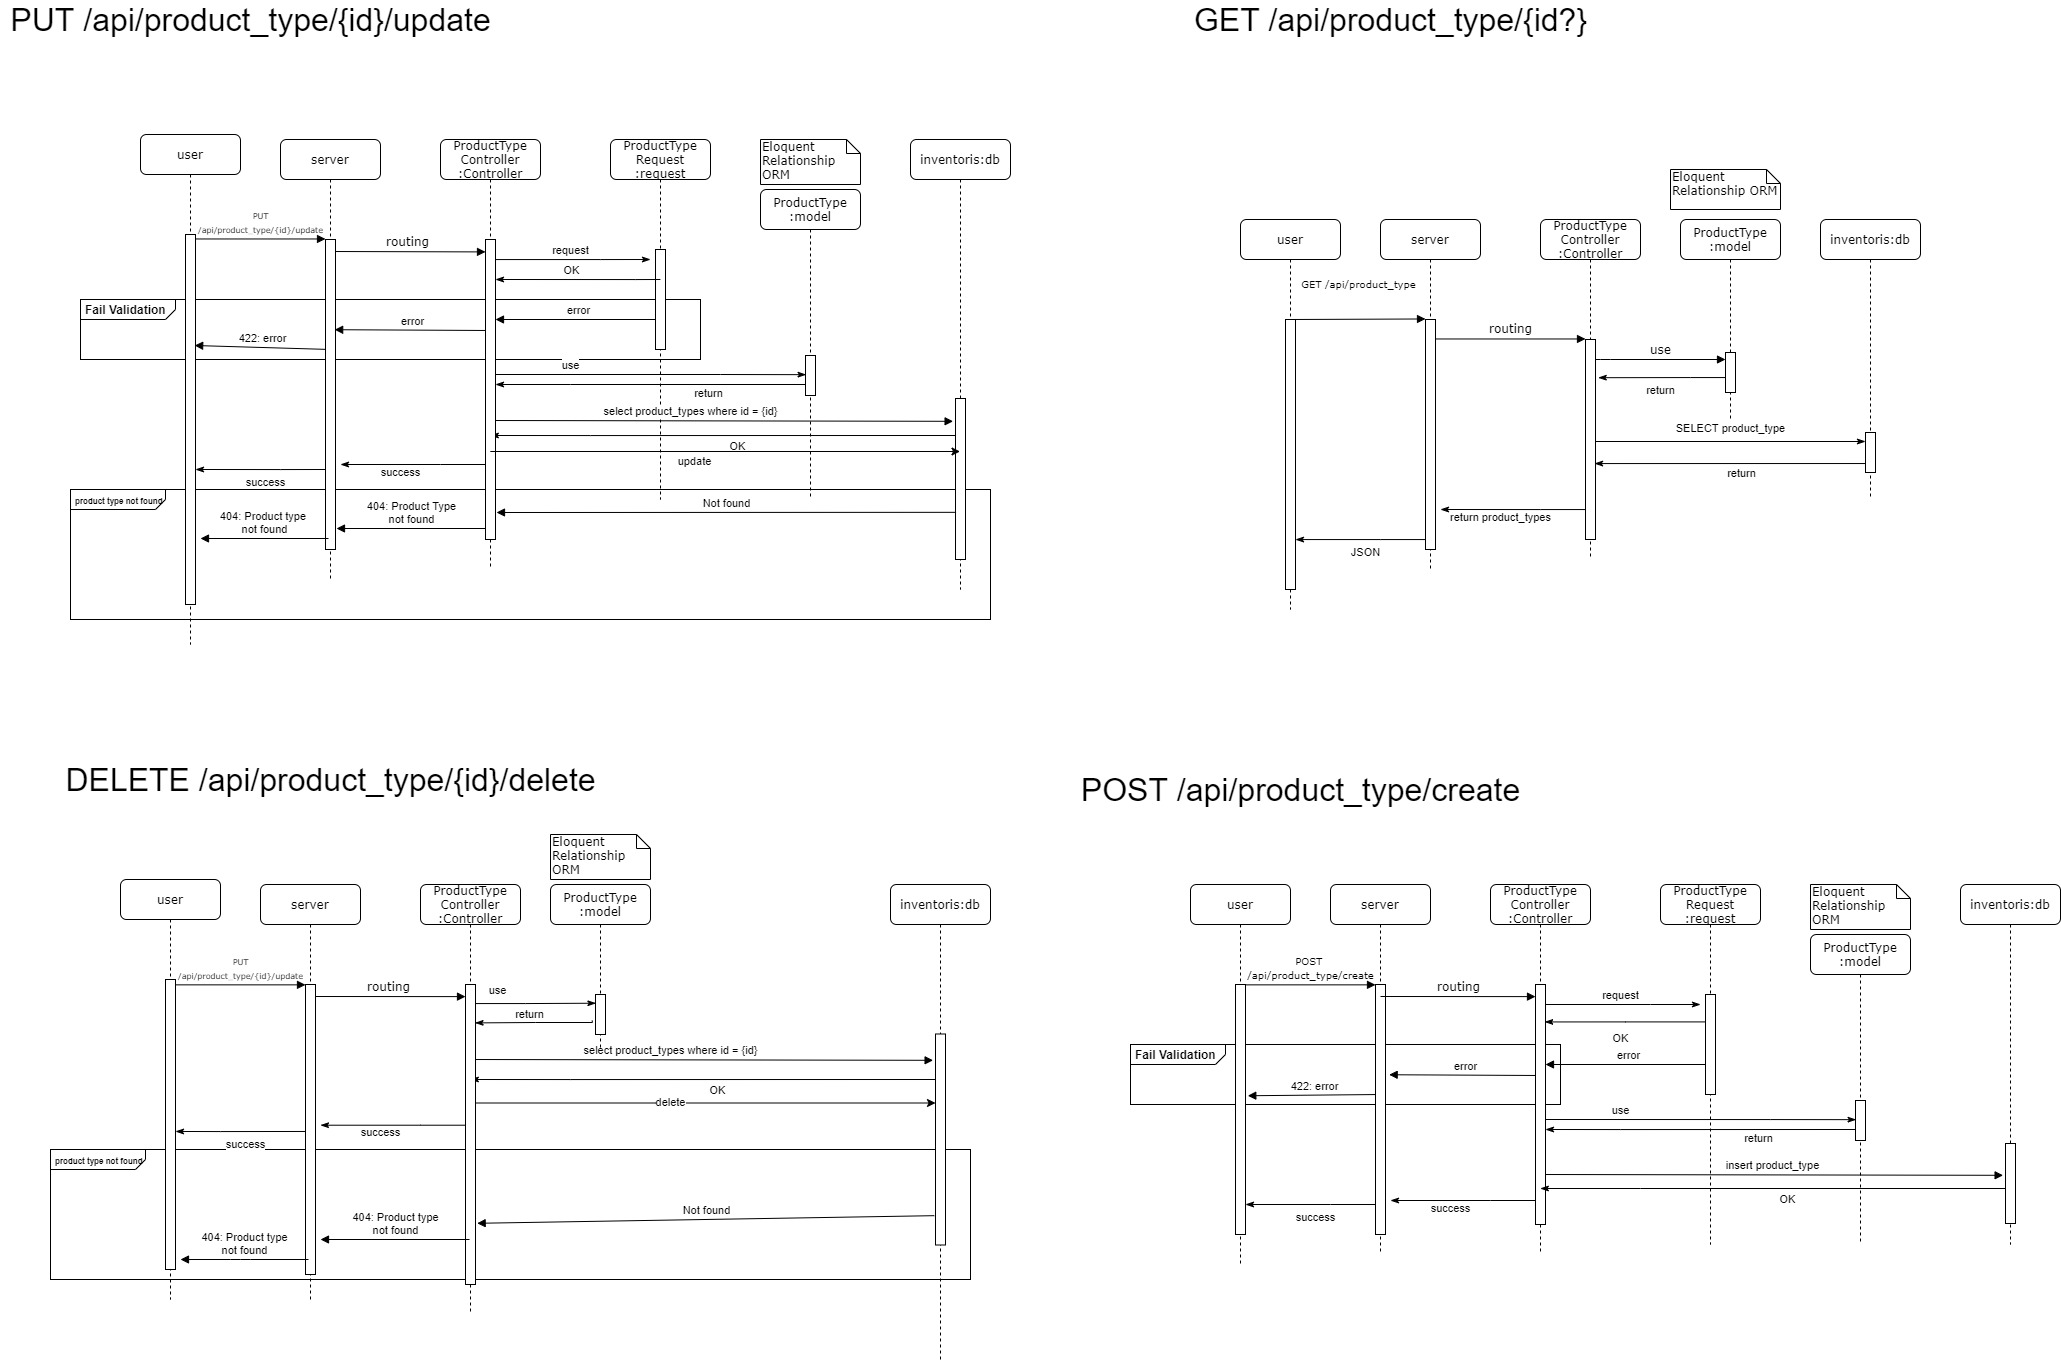 PUT /api/product_type/{id}/update
user
server
ProductType
Controller
:Controller
ProductType
Request
:request
Eloquent
Relationship
ORM
ProductType
:model
inventoris:db
PUT
/api/product_type/{id}/update
routing
request
OK
Fail Validation
error
error
422: error
use
return
select product_types where id = {id}
OK
update
success
success
product type not found
Not found
404: Product Type
not found
404: Product type
not found
GET /api/product_type/{id?}
Eloquent
Relationship ORM
user
server
ProductType
Controller
:Controller
ProductType
:model
inventoris:db
GET /api/product_type
routing
use
return
SELECT product_type
return
return product_types
JSON
DELETE /api/product_type/{id}/delete
Eloquent
Relationship
ORM
user
server
ProductType
Controller
:Controller
ProductType
:model
inventoris:db
PUT
/api/product_type/{id}/update
routing
use
return
select product_types where id = {id}
OK
delete
success
success
product type not found
Not found
404: Product type
not found
404: Product type
not found
POST /api/product_type/create
user
server
ProductType
Controller
:Controller
ProductType
Request
:request
Eloquent
Relationship
ORM
ProductType
:model
inventoris:db
POST
/api/product_type/create
routing
request
OK
Fail Validation
error
error
422: error
use
return
insert product_type
OK
success
success